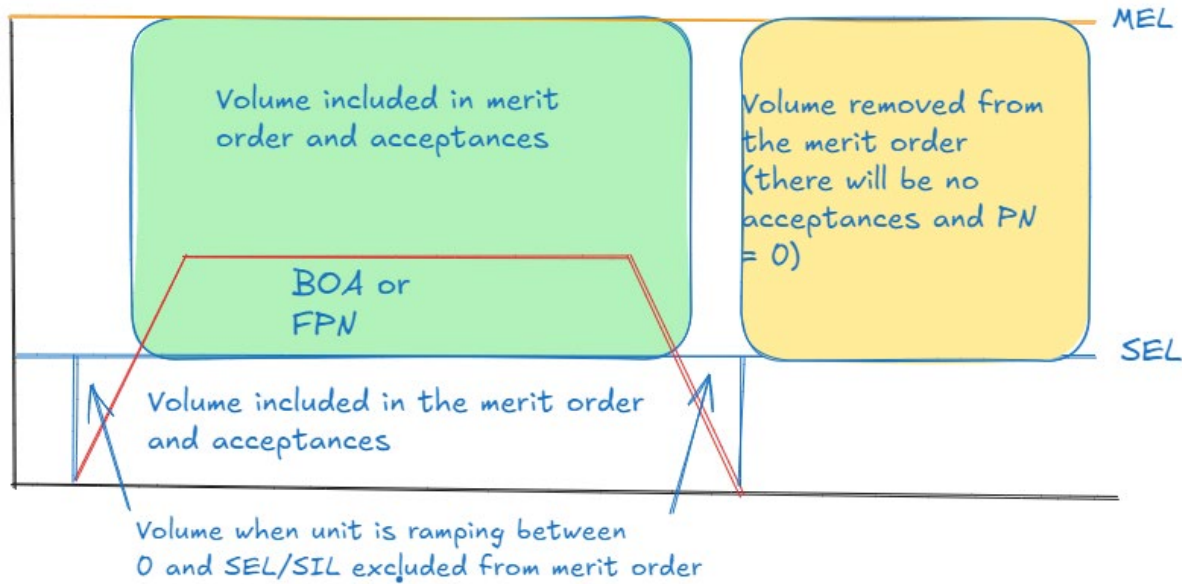 MEL
Volume included in merit
order and acceptances
Volume removed from
the merit order
(there will be no
acceptances and PN
= 0)
BOA or
FPN
SEL
Volume included in the merit order
and acceptances
Volume when unit is ramping between
0 and SEL/SIL excluded from merit order